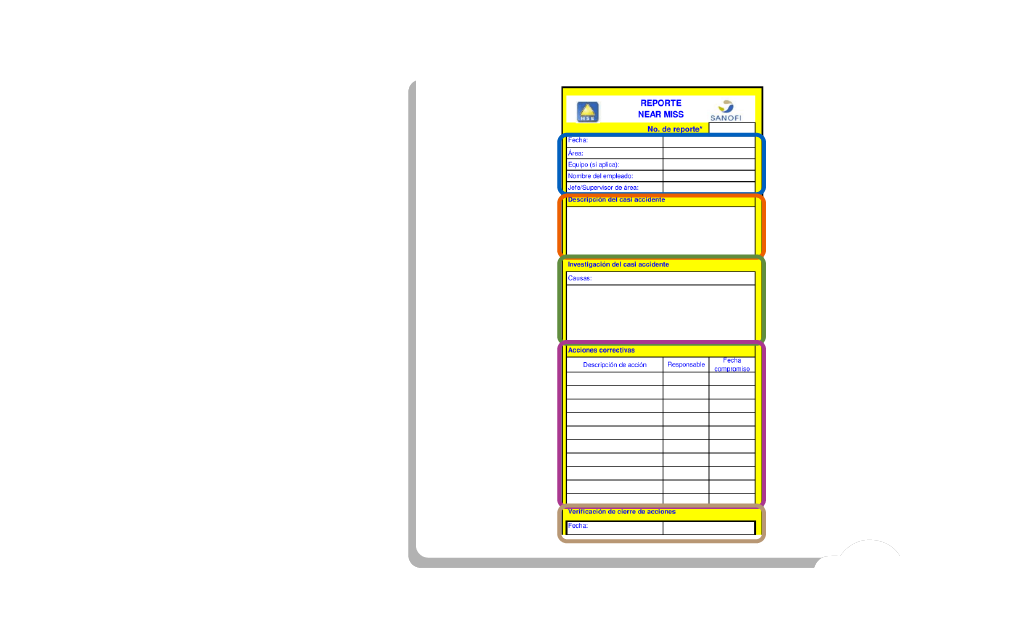 REPORTE
NEAR MISS
HSE
SANOFI
No. de reporte*
Fecha:
Área:
Equipo (si aplica):
Nombre del empleado:
Jefe/Supervisor de área:
Descripción del casi accidente
Investigación del casi accidente
Causas:
Acciones correctivas
Descripción de acción Responsable Fecha compromiso
Verificación de cierre de acciones
Fecha: